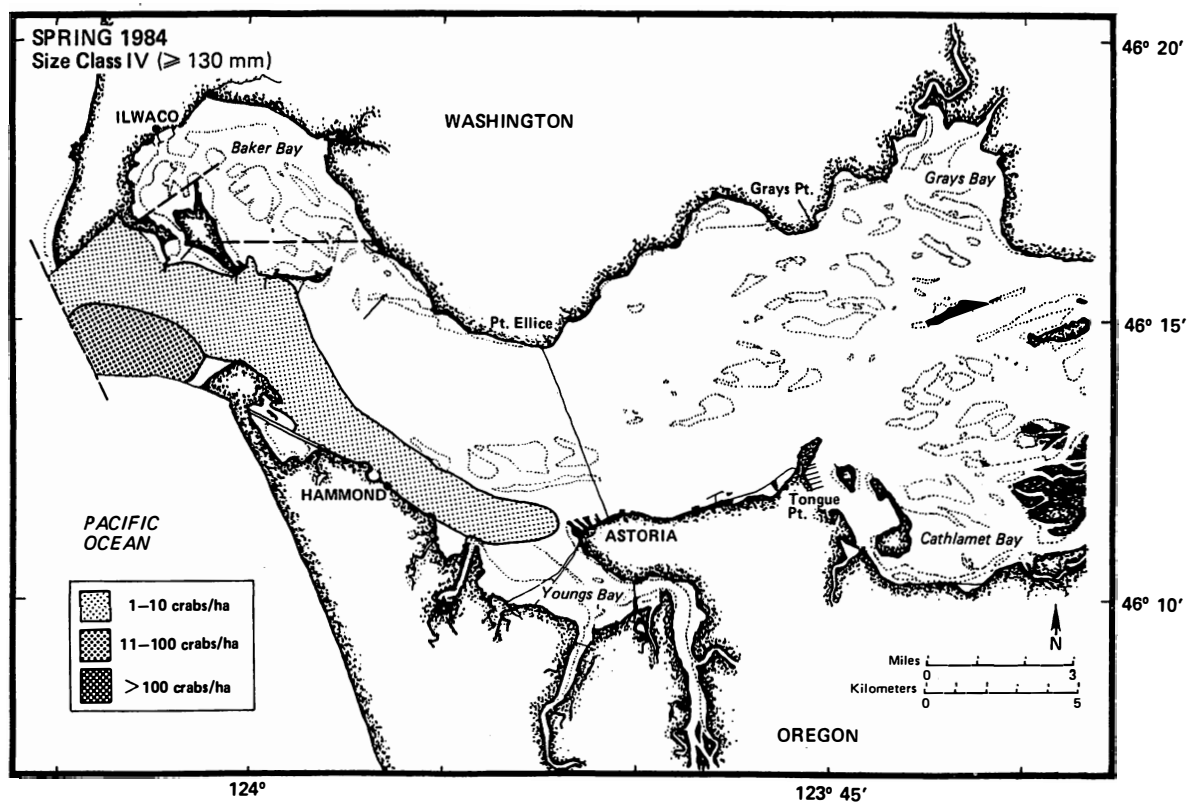 SPRING 1984
Size Class IV (≥ 130 mm)
46° 20'
ILWACO
WASHINGTON
Baker Bay
Grays Pt.
Grays Bay
Pt. Ellice
46° 15'
HAMMOND
Tongue
Pt.
PACIFIC
OCEAN
ASTORIA
Cathlamet Bay
1–10 crabs/ha
11–100 crabs/ha
>100 crabs/ha
Youngs Bay
46° 10'
N
Miles
0
3
Kilometers
0
5
OREGON
124°
123° 45'